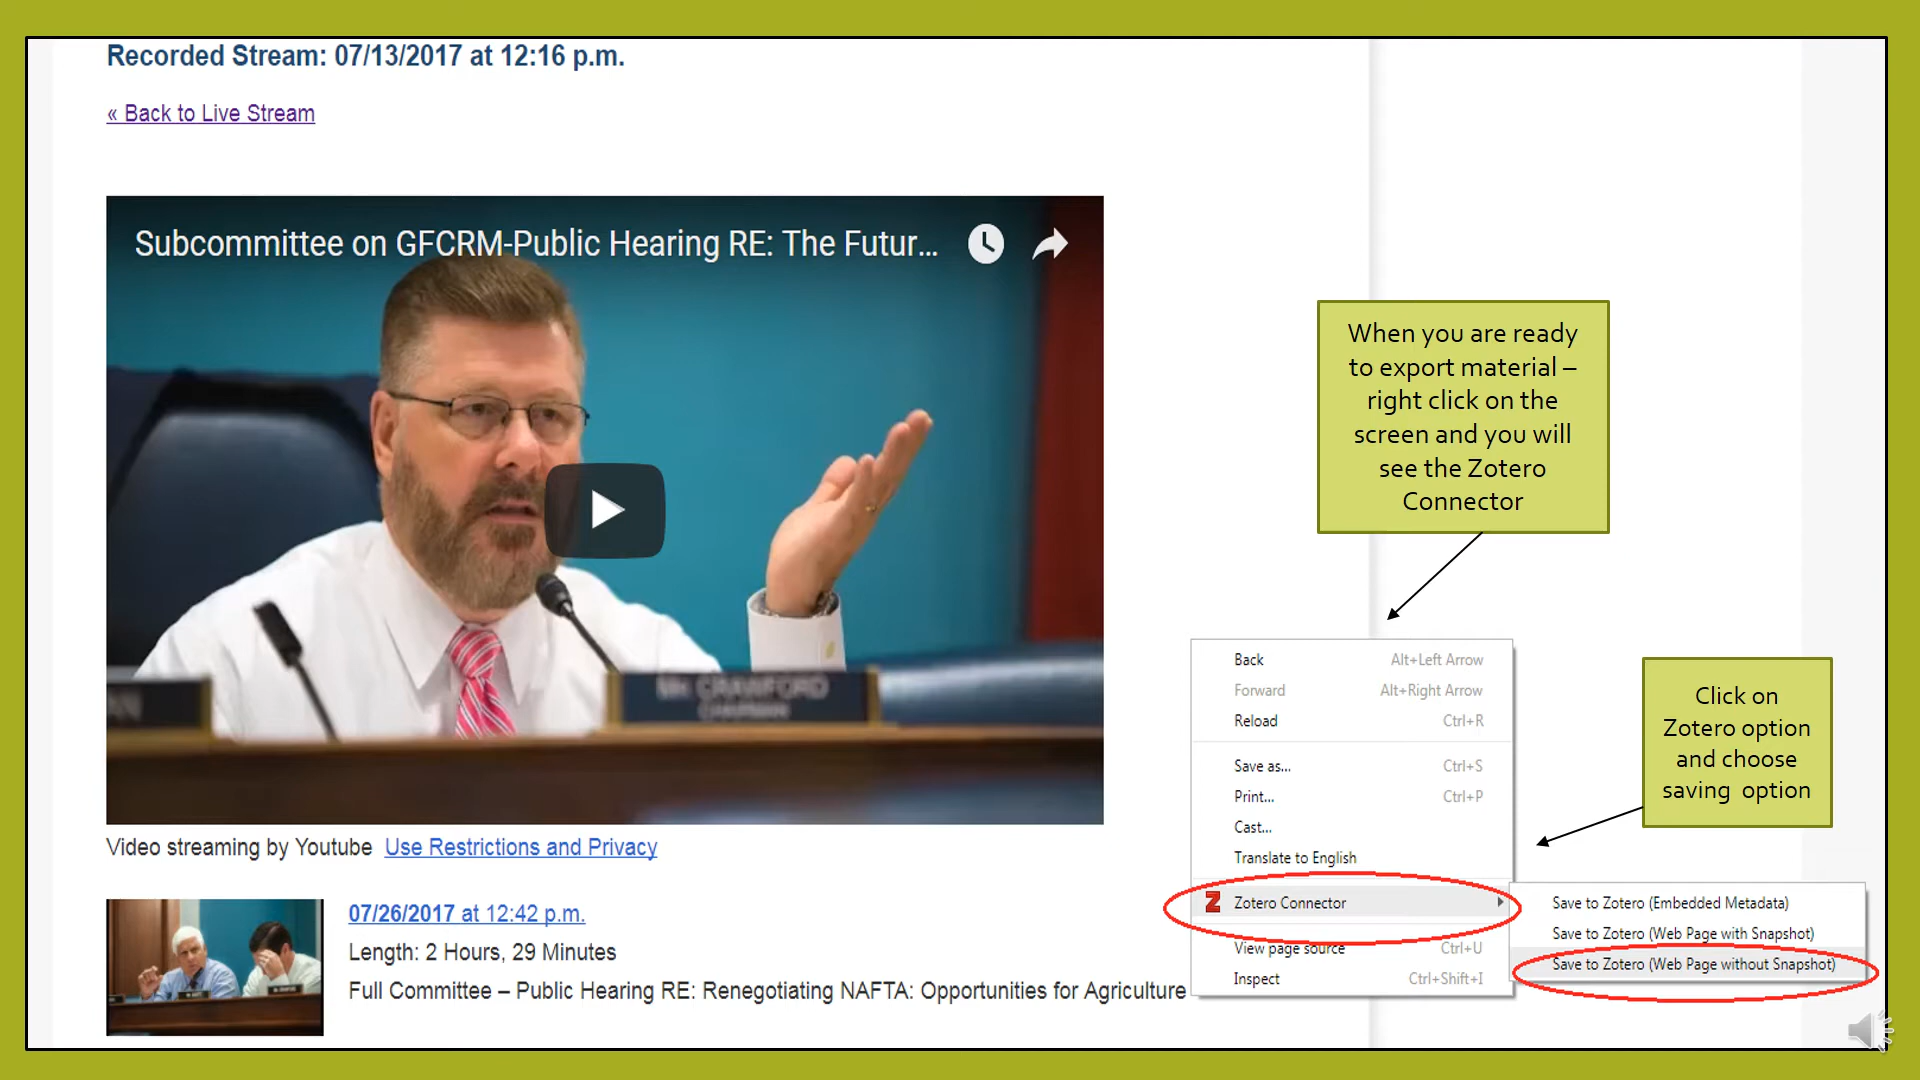 Recorded Stream: 07/13/2017 at 12:16 p.m.
« Back to Live Stream
Subcommittee on GFCRM-Public Hearing RE: The Futur...
Mr. CRAWFORD
CHAIRMAN
Video streaming by Youtube Use Restrictions and Privacy
07/26/2017 at 12:42 p.m.
Length: 2 Hours, 29 Minutes
Full Committee – Public Hearing RE: Renegotiating NAFTA: Opportunities for Agriculture
When you are ready
to export material –
right click on the
screen and you will
see the Zotero
Connector
Back Alt+Left Arrow
Forward Alt+Right Arrow
Reload Ctrl+R
Save as... Ctrl+S
Print... Ctrl+P
Cast...
Translate to English
Z Zotero Connector
View page source Ctrl+U
Inspect Ctrl+Shift+I
Click on
Zotero option
and choose
saving option
Save to Zotero (Embedded Metadata)
Save to Zotero (Web Page with Snapshot)
Save to Zotero (Web Page without Snapshot)